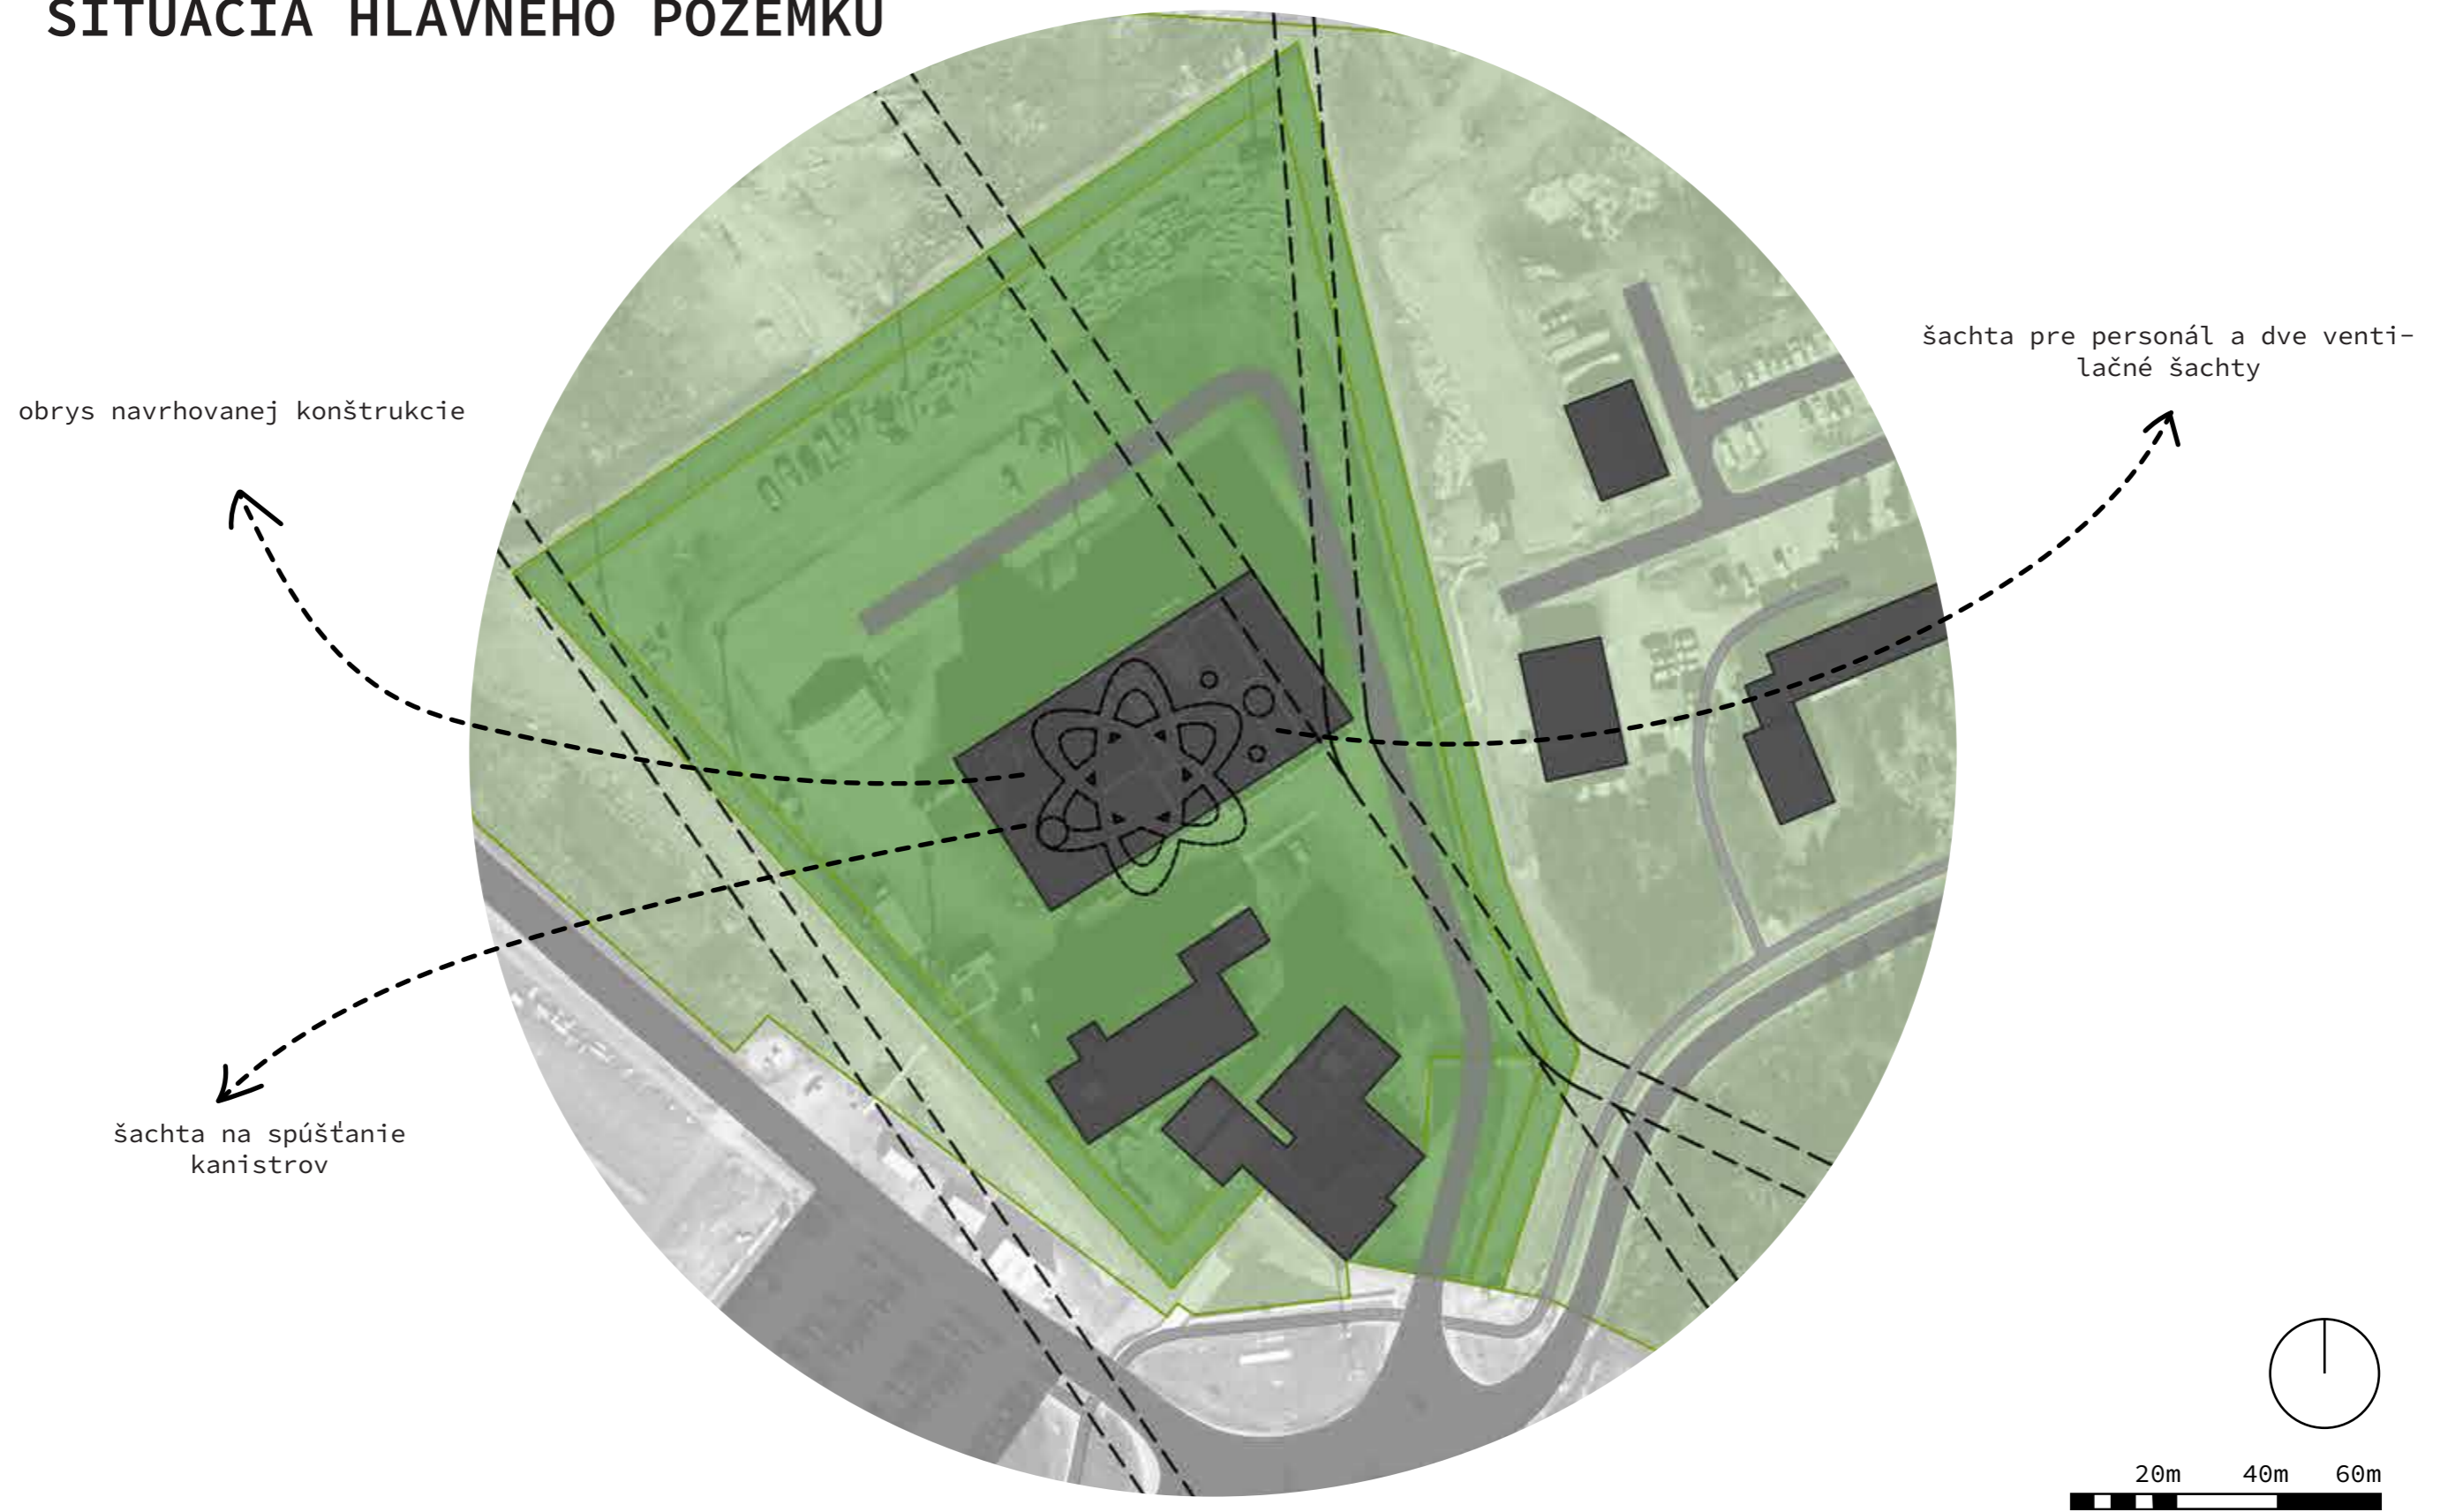 SITUÁCIA HLAVNÉHO POZEMKU
šachta pre personál a dve venti-
lačné šachty
obrys navrhovanej konštrukcie
šachta na spúšťanie
kanistrov
20m 40m 60m